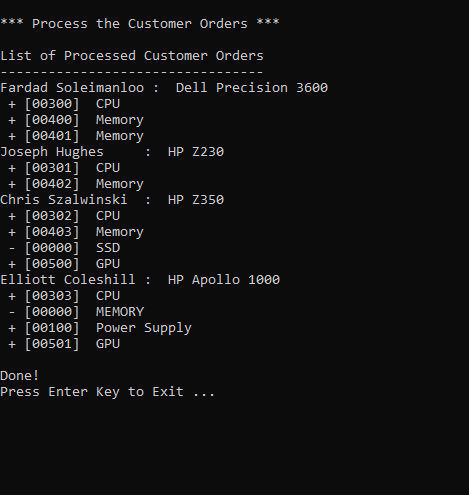 *** Process the Customer Orders ***

List of Processed Customer Orders
---------------------------------
Fardad Soleimanloo :  Dell Precision 3600
 + [00300]  CPU
 + [00400]  Memory
 + [00401]  Memory
Joseph Hughes     :  HP Z230
 + [00301]  CPU
 + [00402]  Memory
Chris Szalwinski  :  HP Z350
 + [00302]  CPU
 + [00403]  Memory
 - [00000]  SSD
 + [00500]  GPU
Elliott Coleshill :  HP Apollo 1000
 + [00303]  CPU
 - [00000]  MEMORY
 + [00100]  Power Supply
 + [00501]  GPU

Done!
Press Enter Key to Exit ...